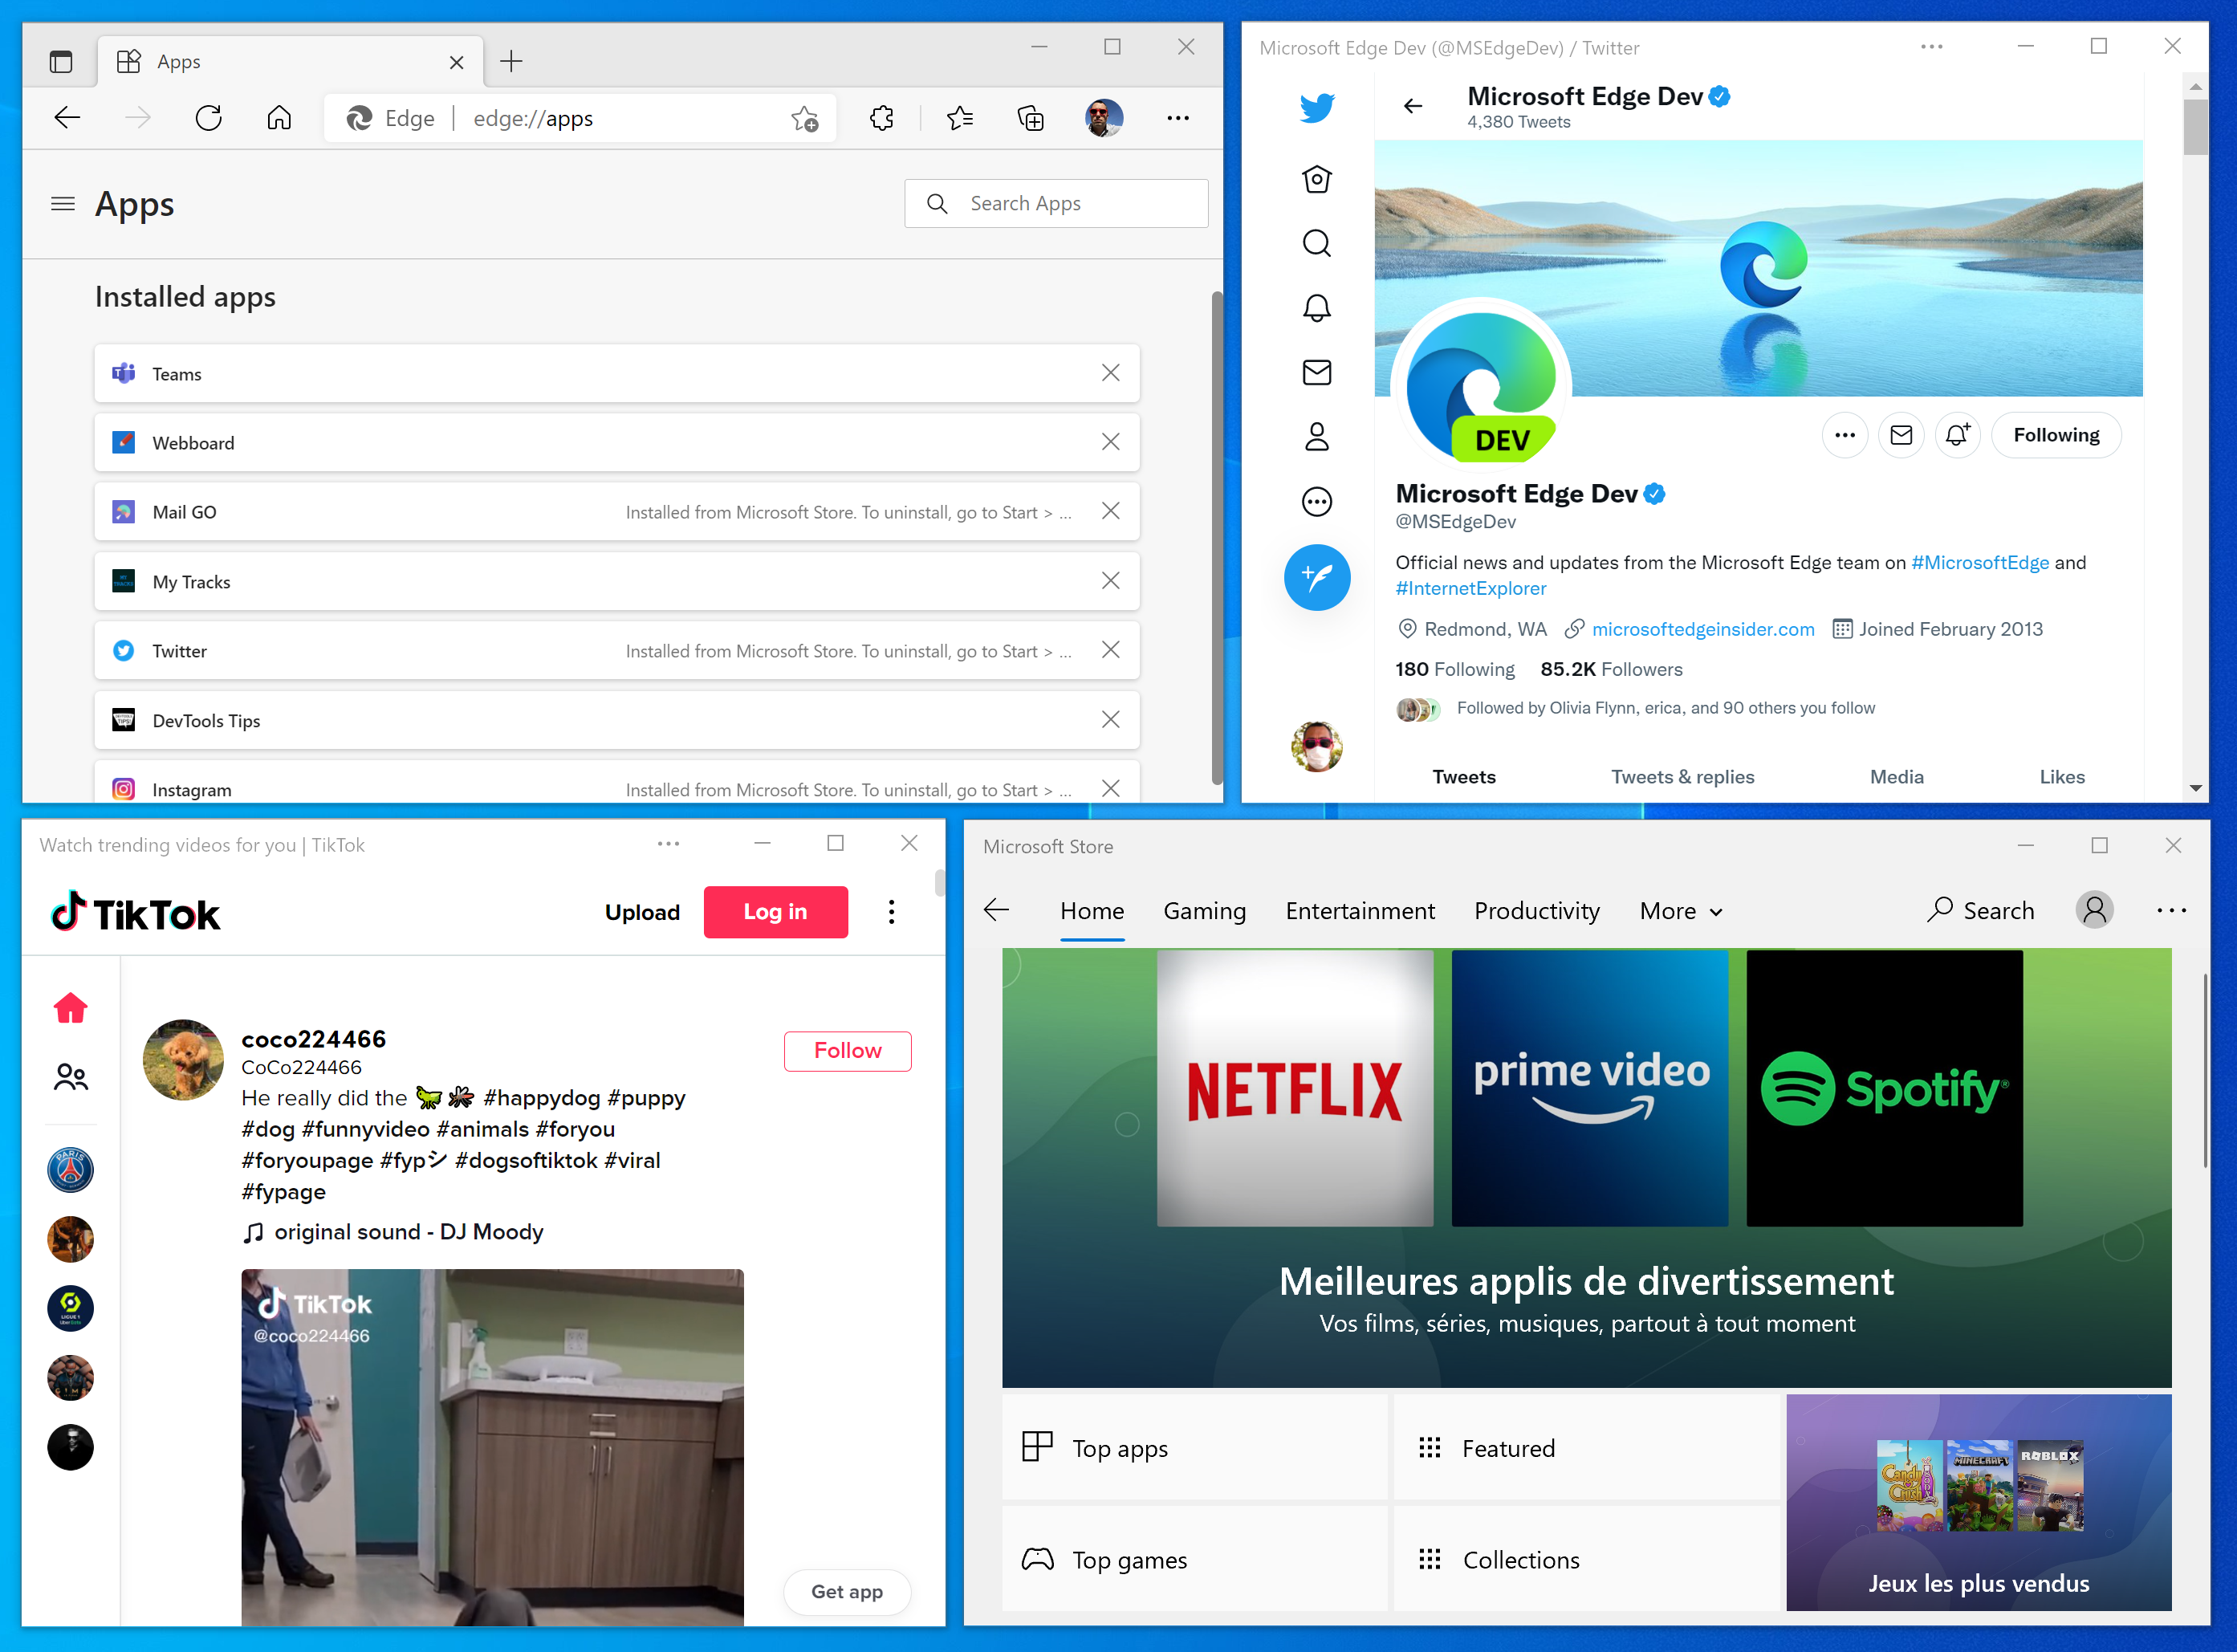 Apps
Edge
edge://apps
Apps
Search Apps
Installed apps
Teams
Webboard
Mail GO
Installed from Microsoft Store. To uninstall, go to Start > ...
My Tracks
Twitter
Installed from Microsoft Store. To uninstall, go to Start > ...
DevTools Tips
Instagram
Installed from Microsoft Store. To uninstall, go to Start > ...
Microsoft Edge Dev (@MSEdgeDev) / Twitter
Microsoft Edge Dev
4,380 Tweets
DEV
Following
Microsoft Edge Dev
@MSEdgeDev
Official news and updates from the Microsoft Edge team on #MicrosoftEdge and
#InternetExplorer
Redmond, WA microsoftedgeinsider.com Joined February 2013
180 Following 85.2K Followers
Followed by Olivia Flynn, erica, and 90 others you follow
Tweets Tweets & replies Media Likes
Watch trending videos for you | TikTok
TikTok
Upload
Log in
coco224466
CoCo224466
Follow
He really did the 🦗🦟 #happydog #puppy
#dog #funnyvideo #animals #foryou
#foryoupage #fypシ #dogsoftiktok #viral
#fypage
original sound - DJ Moody
PARIS
LIGUE 1
TikTok
@coco224466
Get app
Microsoft Store
Home Gaming Entertainment Productivity More
Search
NETFLIX
prime video
Spotify®
Meilleures applis de divertissement
Vos films, séries, musiques, partout à tout moment
Top apps
Featured
Top games
Collections
Candy Crush
MINECRAFT
ROBLOX
Jeux les plus vendus